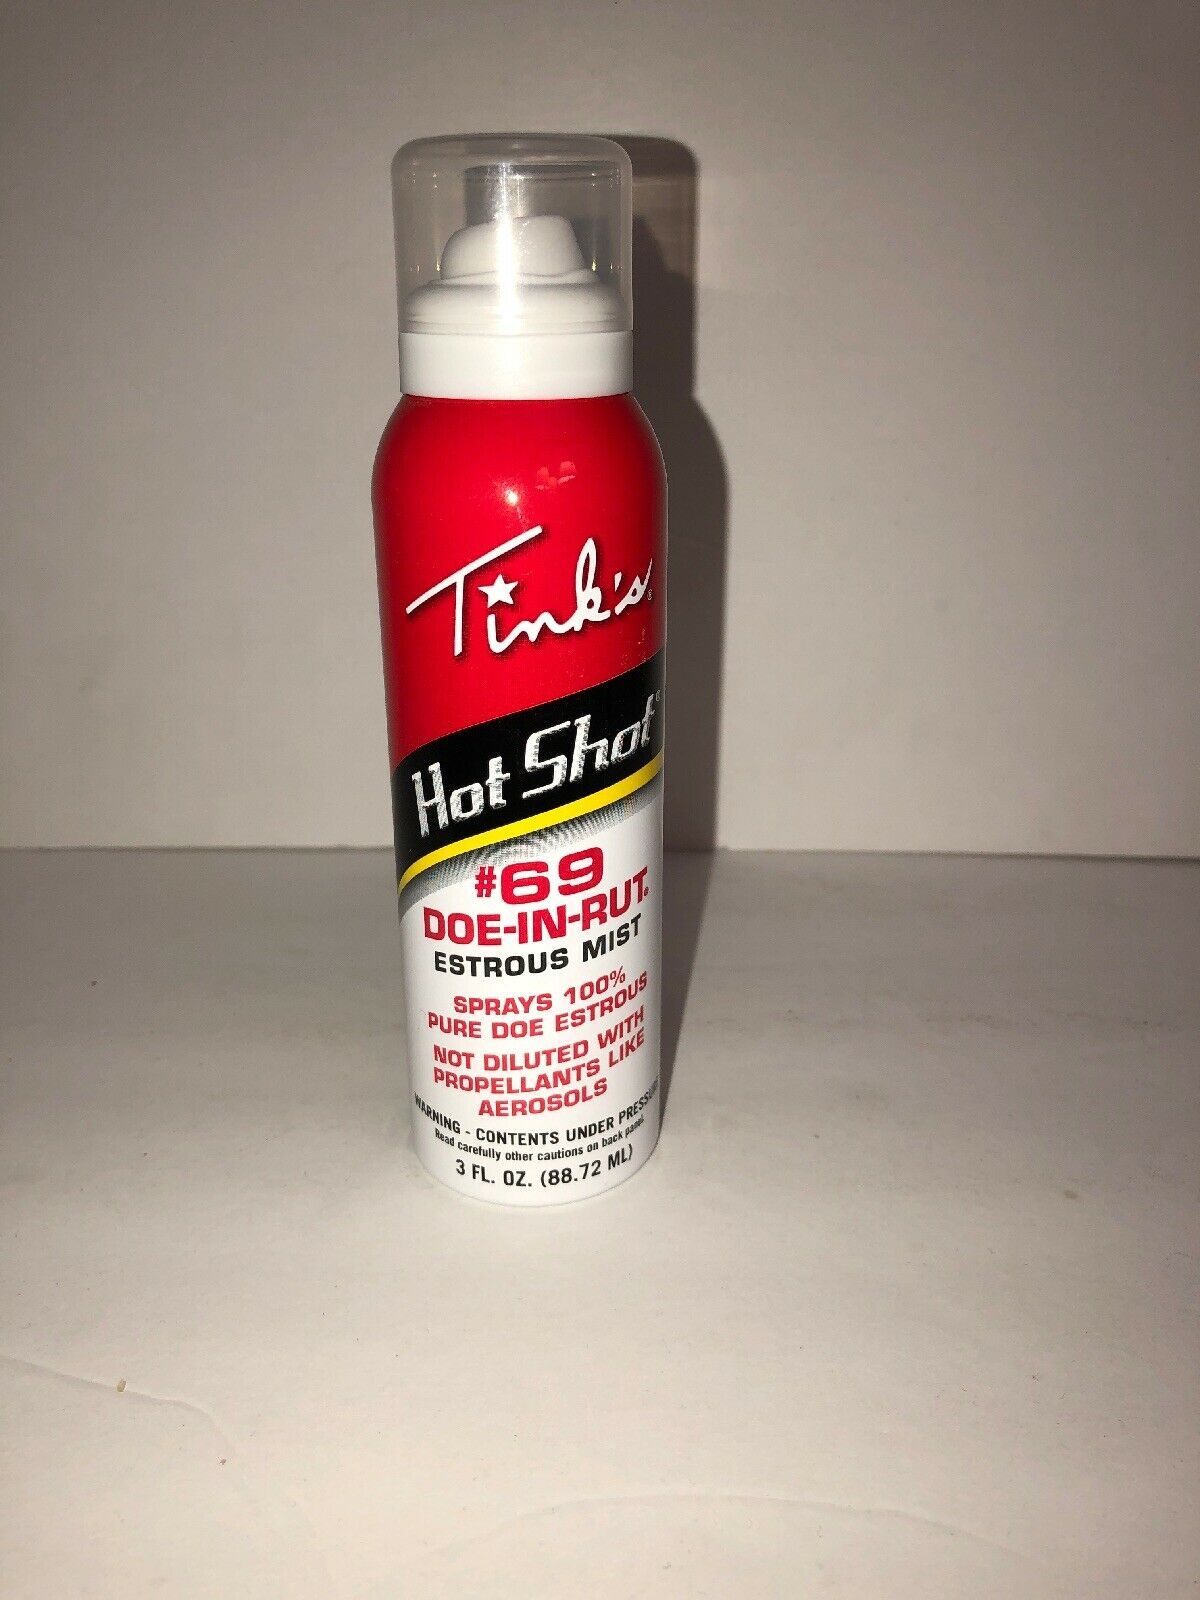 Tink's®
Hot Shot®
#69
DOE-IN-RUT®
ESTROUS MIST
SPRAYS 100%
PURE DOE ESTROUS
NOT DILUTED WITH
PROPELLANTS LIKE
AEROSOLS
WARNING - CONTENTS UNDER PRESSURE
Read carefully other cautions on back panel
3 FL. OZ. (88.72 ML)